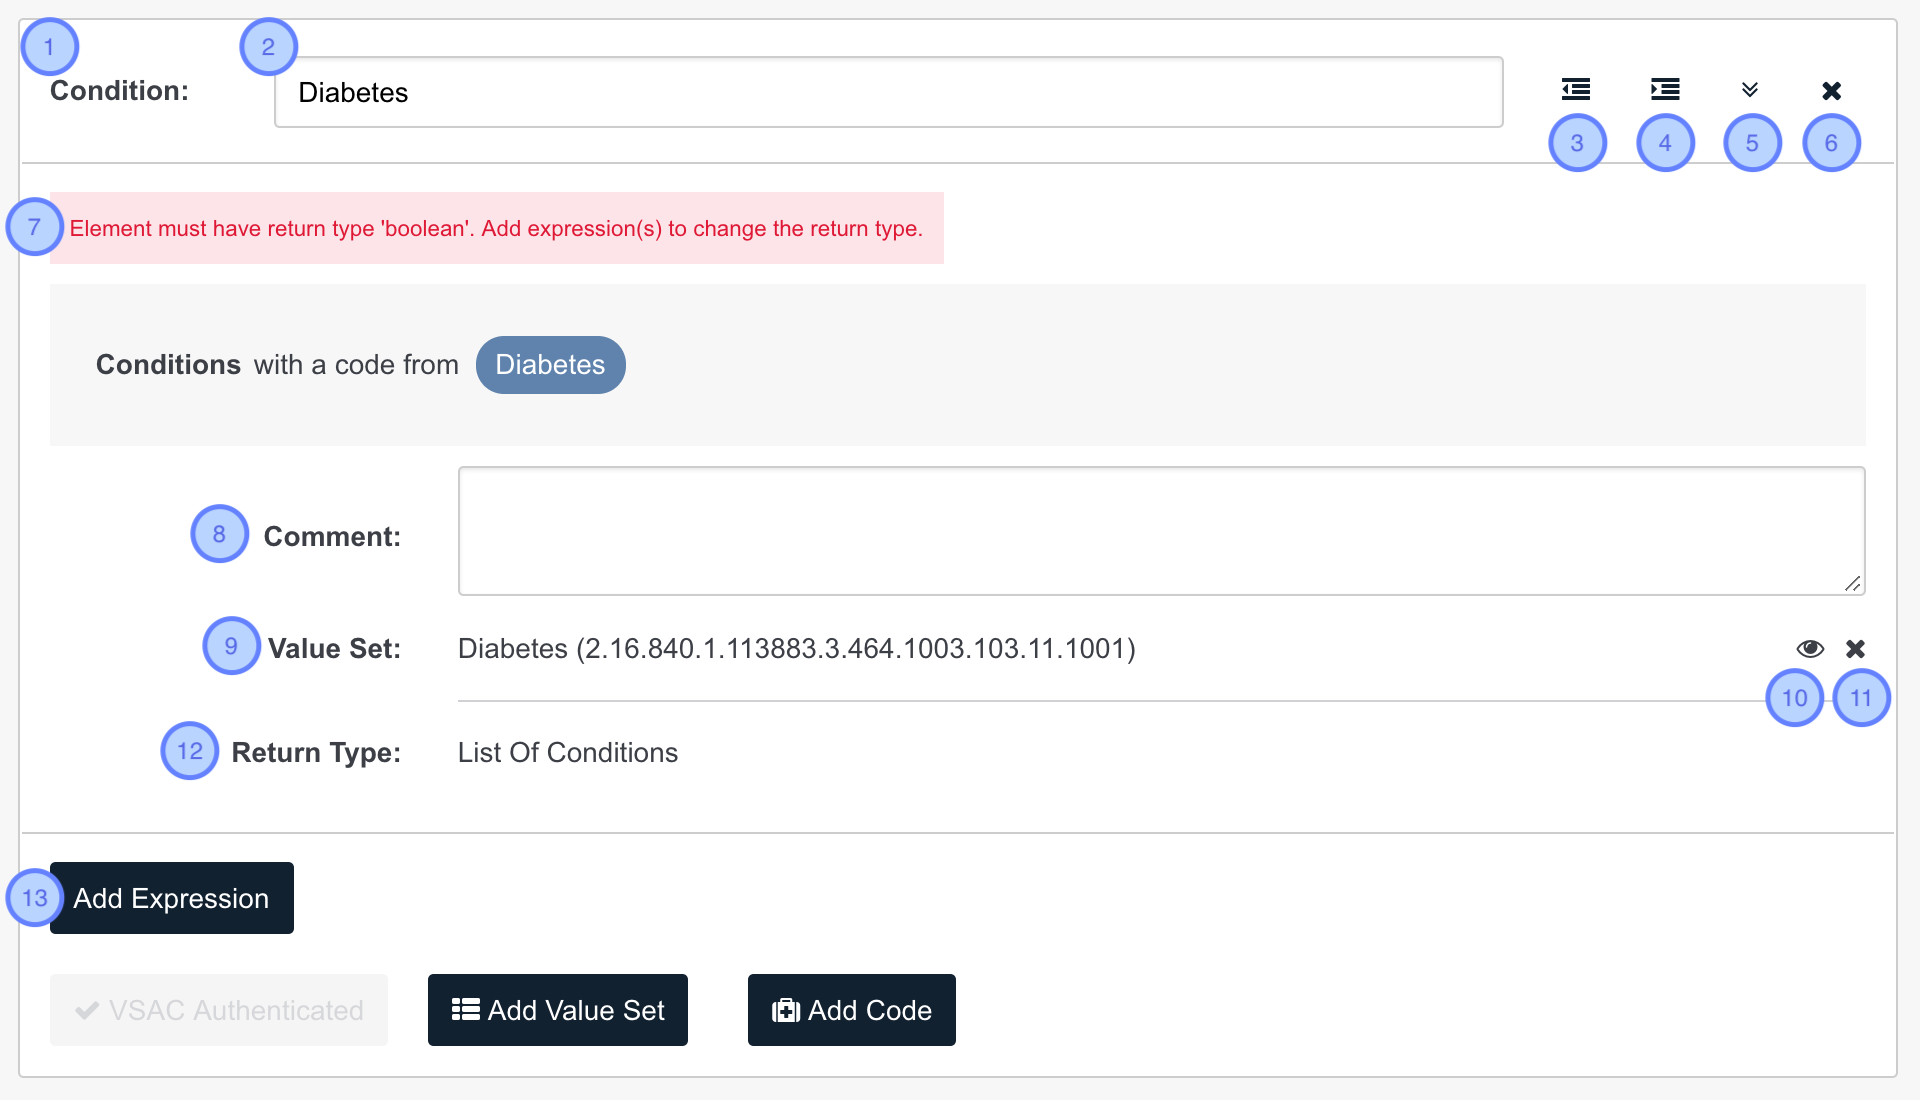 1 2
Condition: Diabetes
3 4 5 6
7 Element must have return type 'boolean'. Add expression(s) to change the return type.
Conditions with a code from Diabetes
8 Comment:
9 Value Set: Diabetes (2.16.840.1.113883.3.464.1003.103.11.1001)
10 11
12 Return Type: List Of Conditions
13 Add Expression
VSAC Authenticated Add Value Set Add Code